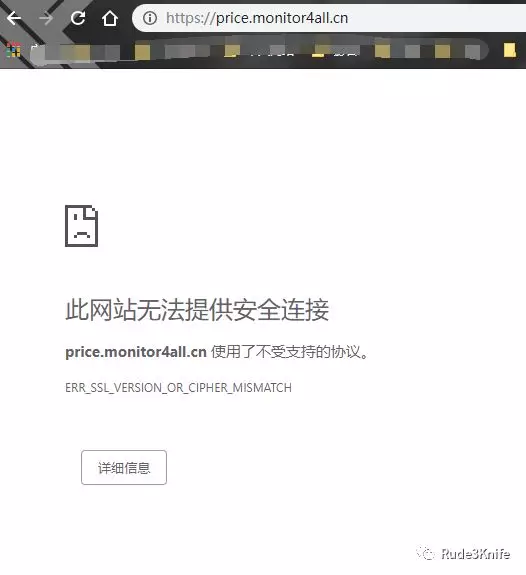 https://price.monitor4all.cn
此网站无法提供安全连接
price.monitor4all.cn 使用了不受支持的协议。
ERR_SSL_VERSION_OR_CIPHER_MISMATCH
详细信息
Rude3Knife